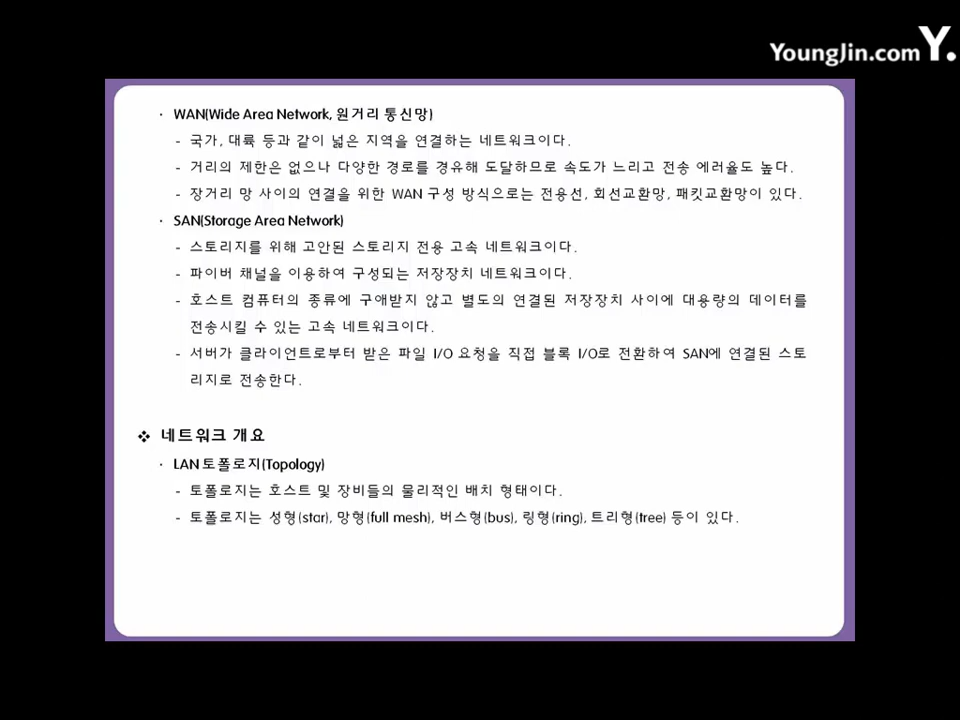 YoungJin.com Y.
· WAN(Wide Area Network, 원거리 통신망)
- 국가, 대륙 등과 같이 넓은 지역을 연결하는 네트워크이다.
- 거리의 제한은 없으나 다양한 경로를 경유해 도달하므로 속도가 느리고 전송 에러율도 높다.
- 장거리 망 사이의 연결을 위한 WAN 구성 방식으로는 전용선, 회선교환망, 패킷교환망이 있다.
· SAN(Storage Area Network)
- 스토리지를 위해 고안된 스토리지 전용 고속 네트워크이다.
- 파이버 채널을 이용하여 구성되는 저장장치 네트워크이다.
- 호스트 컴퓨터의 종류에 구애받지 않고 별도의 연결된 저장장치 사이에 대용량의 데이터를
전송시킬 수 있는 고속 네트워크이다.
- 서버가 클라이언트로부터 받은 파일 I/O 요청을 직접 블록 I/O로 전환하여 SAN에 연결된 스토
리지로 전송한다.
❖ 네트워크 개요
· LAN 토폴로지(Topology)
- 토폴로지는 호스트 및 장비들의 물리적인 배치 형태이다.
- 토폴로지는 성형(star), 망형(full mesh), 버스형(bus), 링형(ring), 트리형(tree) 등이 있다.